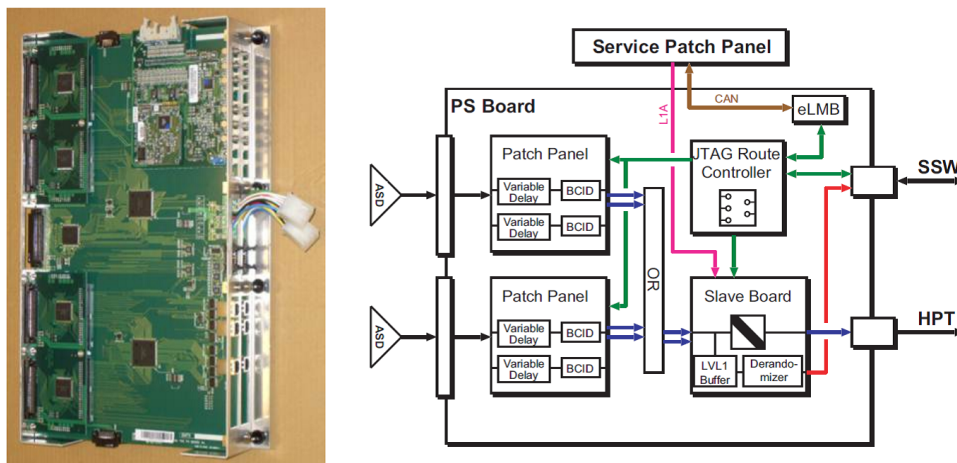 Service Patch Panel
PS Board
L1A
CAN
eLMB
Patch Panel
Variable
Delay
BCID
Variable
Delay
BCID
JTAG Route
Controller
SSW
ASD
OR
Patch Panel
Variable
Delay
BCID
Variable
Delay
BCID
Slave Board
LVL1
Buffer
Derando-
mizer
HPT
ASD